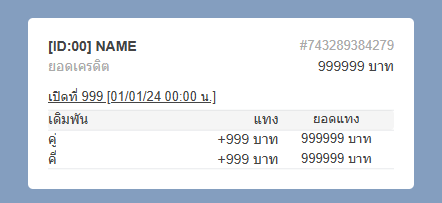 [ID:00] NAME #743289384279
ยอดเครดิต 999999 บาท
เปิดที่ 999 [01/01/24 00:00 น.]
เดิมพัน แทง ยอดแทง
คู่ +999 บาท 999999 บาท
คี่ +999 บาท 999999 บาท